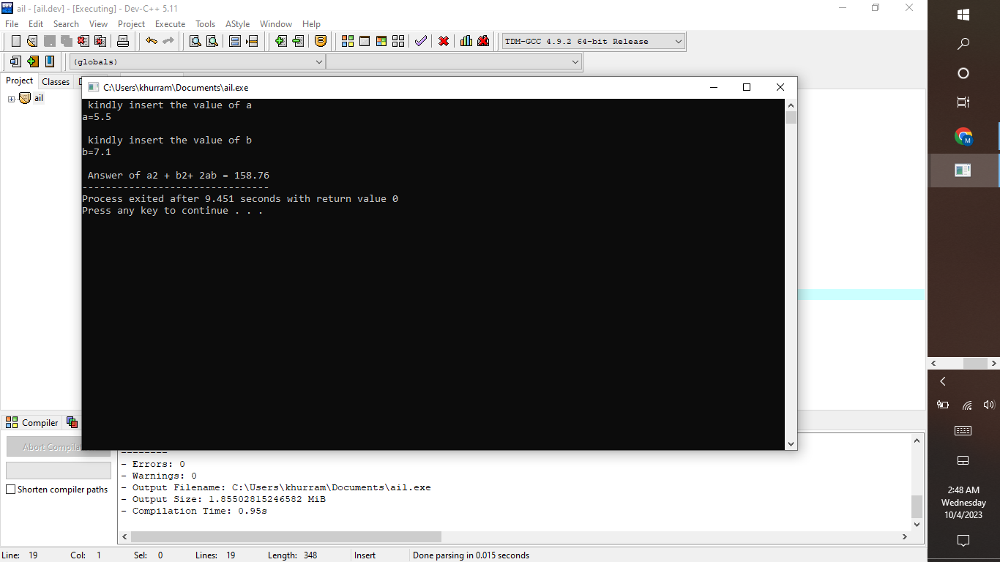 ail - [ail.dev] - [Executing] - Dev-C++ 5.11
File Edit Search View Project Execute Tools AStyle Window Help
TDM-GCC 4.9.2 64-bit Release
(globals)
Project Classes
ail
C:\Users\khurram\Documents\ail.exe
kindly insert the value of a
a=5.5
kindly insert the value of b
b=7.1
Answer of a2 + b2+ 2ab = 158.76
--------------------------------
Process exited after 9.451 seconds with return value 0
Press any key to continue . . .
Compiler
Abort Compila
Shorten compiler paths
--------
- Errors: 0
- Warnings: 0
- Output Filename: C:\Users\khurram\Documents\ail.exe
- Output Size: 1.85502815246582 MiB
- Compilation Time: 0.95s
Line: 19 Col: 1 Sel: 0 Lines: 19 Length: 348 Insert Done parsing in 0.015 seconds
2:48 AM
Wednesday
10/4/2023